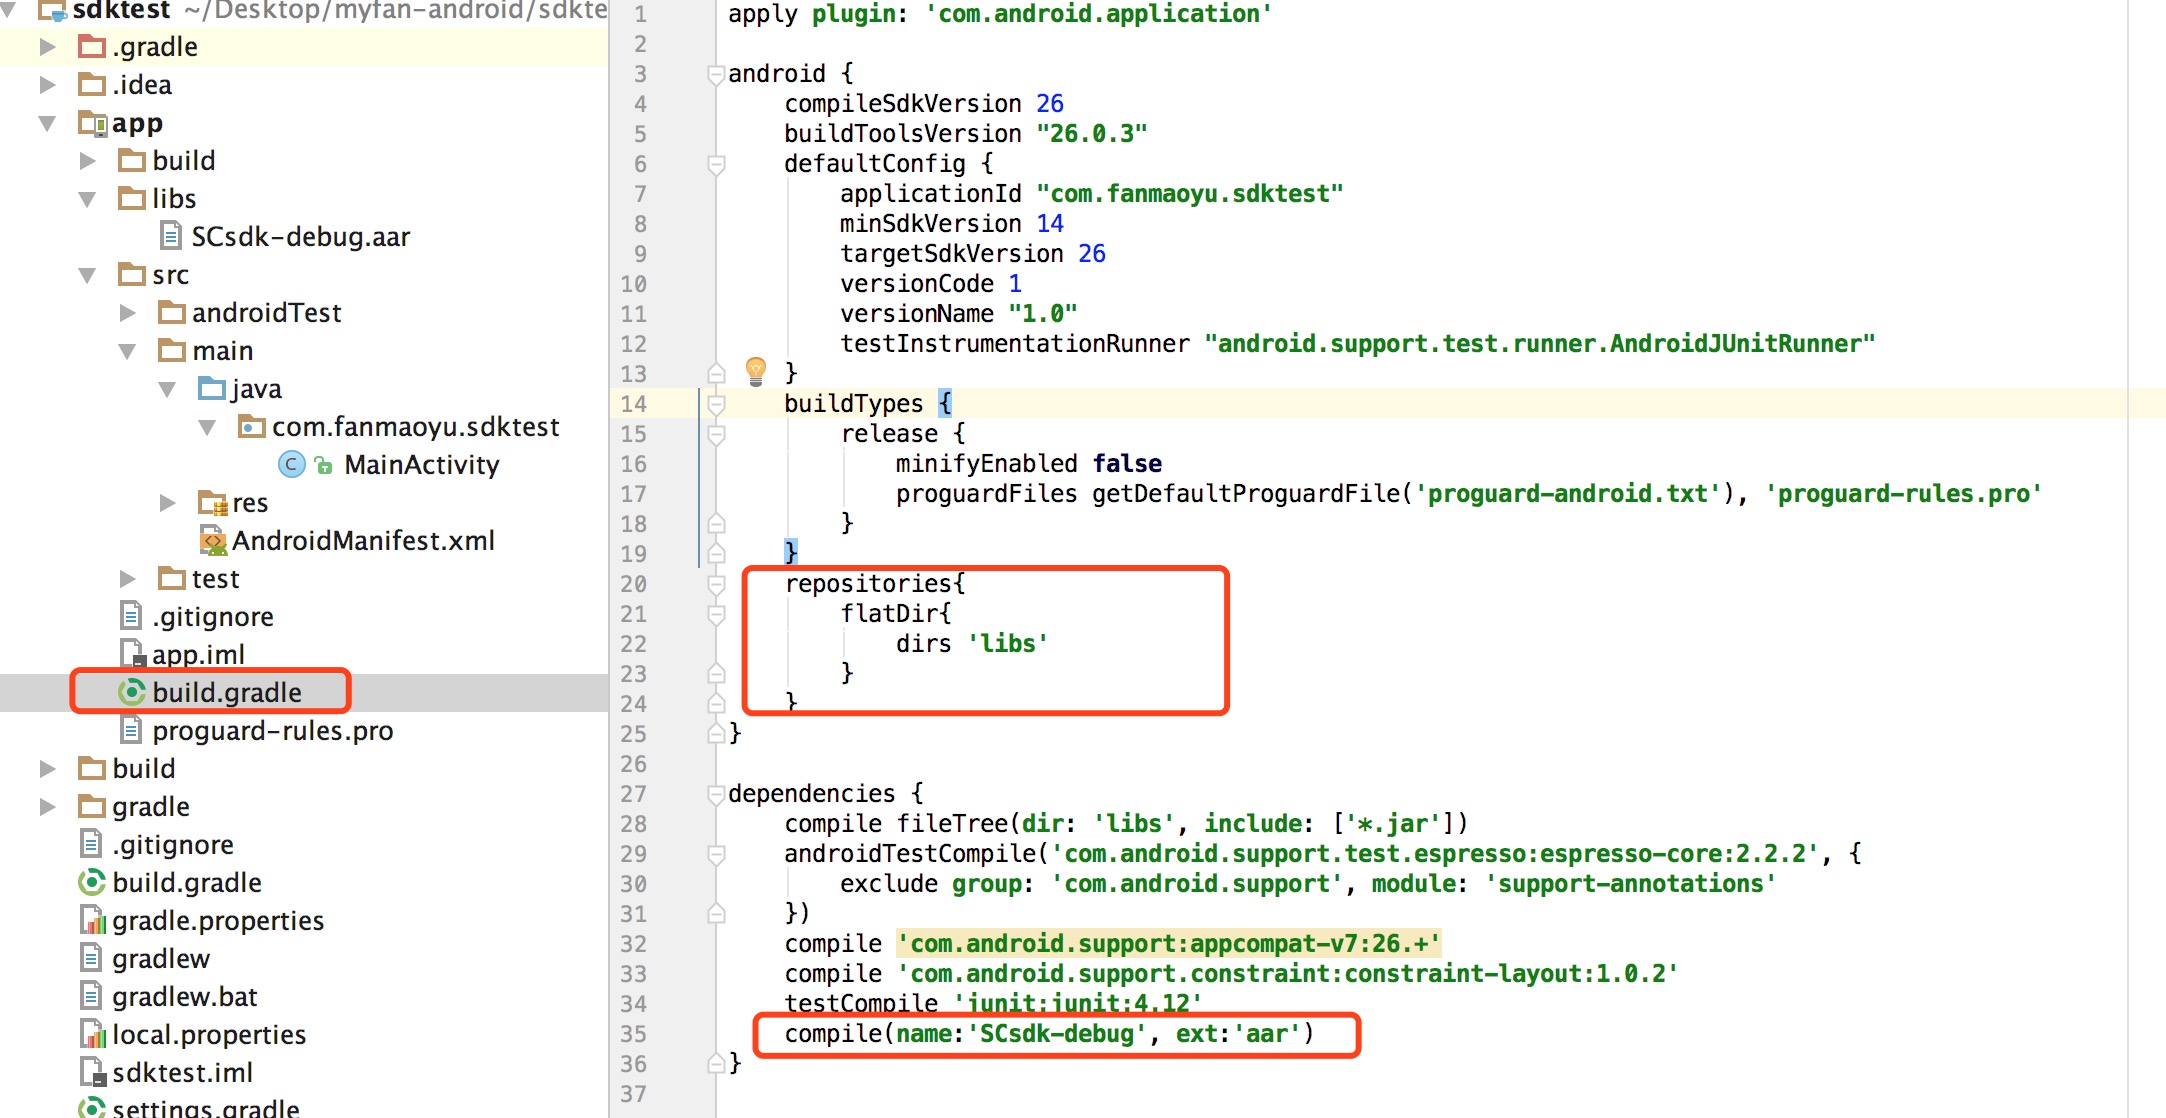 sdktest ~/Desktop/myfan-android/sdkte
.gradle
.idea
app
build
libs
SCsdk-debug.aar
src
androidTest
main
java
com.fanmaoyu.sdktest
MainActivity
res
AndroidManifest.xml
test
.gitignore
app.iml
build.gradle
proguard-rules.pro
build
gradle
.gitignore
build.gradle
gradle.properties
gradlew
gradlew.bat
local.properties
sdktest.iml
settings.gradle
1 apply plugin: 'com.android.application'
2
3 android {
4     compileSdkVersion 26
5     buildToolsVersion "26.0.3"
6     defaultConfig {
7         applicationId "com.fanmaoyu.sdktest"
8         minSdkVersion 14
9         targetSdkVersion 26
10         versionCode 1
11         versionName "1.0"
12         testInstrumentationRunner "android.support.test.runner.AndroidJUnitRunner"
13     }
14     buildTypes {
15         release {
16             minifyEnabled false
17             proguardFiles getDefaultProguardFile('proguard-android.txt'), 'proguard-rules.pro'
18         }
19     }
20     repositories{
21         flatDir{
22             dirs 'libs'
23         }
24     }
25 }
26
27 dependencies {
28     compile fileTree(dir: 'libs', include: ['*.jar'])
29     androidTestCompile('com.android.support.test.espresso:espresso-core:2.2.2', {
30         exclude group: 'com.android.support', module: 'support-annotations'
31     })
32     compile 'com.android.support:appcompat-v7:26.+'
33     compile 'com.android.support.constraint:constraint-layout:1.0.2'
34     testCompile 'junit:junit:4.12'
35     compile(name:'SCsdk-debug', ext:'aar')
36 }
37